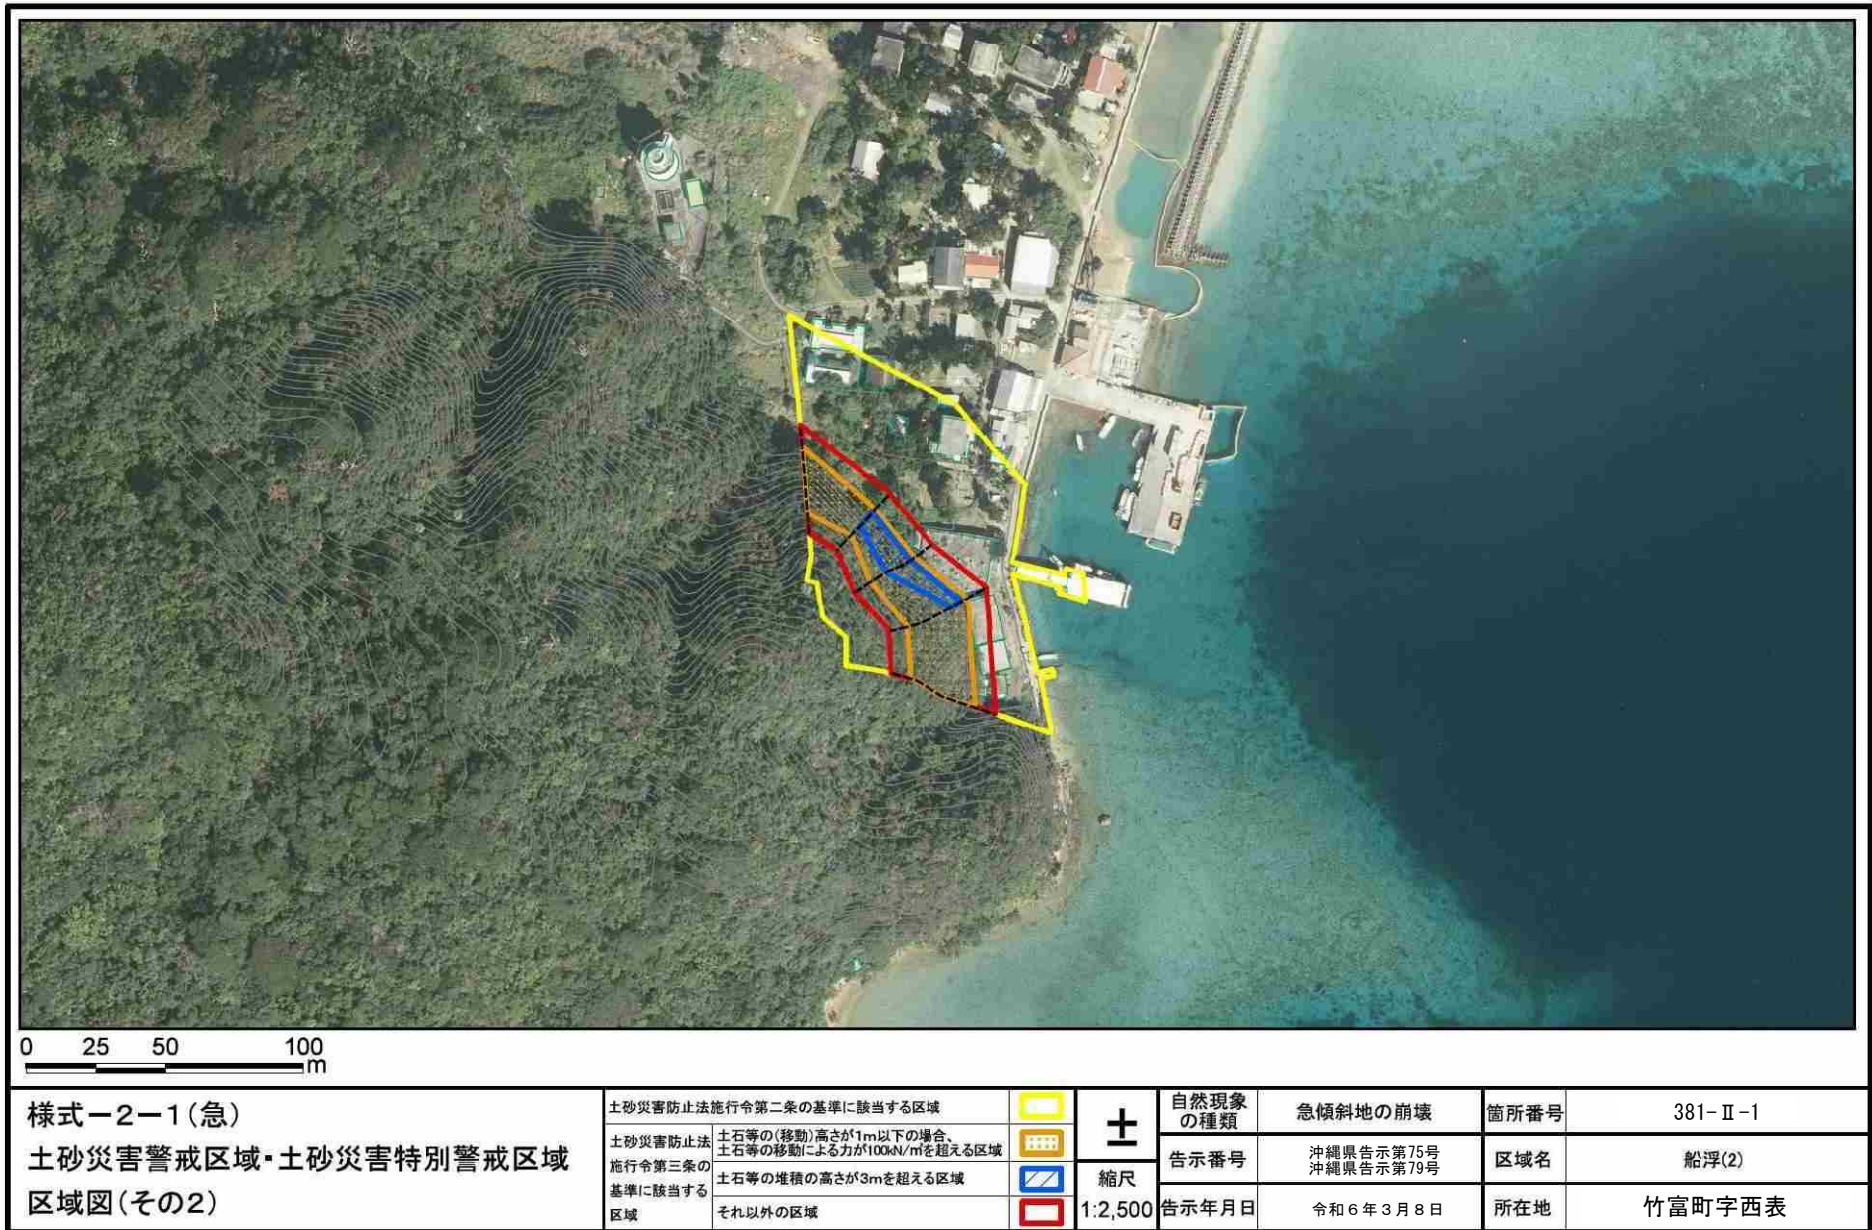 0 25 50 100
m
様式－2－1(急)
土砂災害警戒区域・土砂災害特別警戒区域
区域図(その2)
土砂災害防止法施行令第二条の基準に該当する区域
土砂災害防止法
施行令第三条の
基準に該当する
区域
土石等の(移動)高さが1m以下の場合、
土石等の移動による力が100kN/㎡を超える区域
土石等の堆積の高さが3mを超える区域
それ以外の区域
±
縮尺
1:2,500
自然現象
の種類
急傾斜地の崩壊
箇所番号
381-Ⅱ-1
告示番号
沖縄県告示第75号
沖縄県告示第79号
区域名
船浮(2)
告示年月日
令和6年3月8日
所在地
竹富町字西表